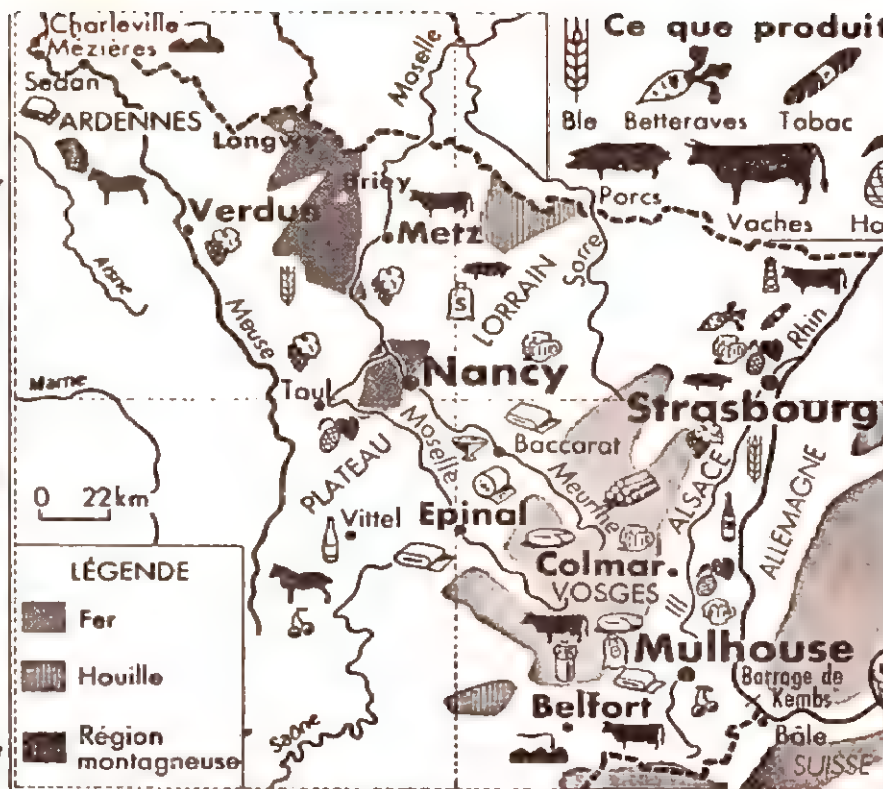 Charleville
Mézières
Sedan
ARDENNES
Longwy
Briey
Moselle
Ce que produit
Ble
Betteraves
Tabac
Porcs
Vaches
Verdun
Metz
Aisne
Meuse
S
LORRAIN
Sarre
Rhin
Marne
Toul
Nancy
Strasbourg
PLATEAU
Moselle
Baccarat
Meurthe
ALSACE
ALLEMAGNE
0 22km
Vittel
Epinal
Colmar
VOSGES
Ill
LÉGENDE
Fer
Houille
Région
montagneuse
Saône
Mulhouse
Belfort
Barrage de
Kembs
Bâle
SUISSE